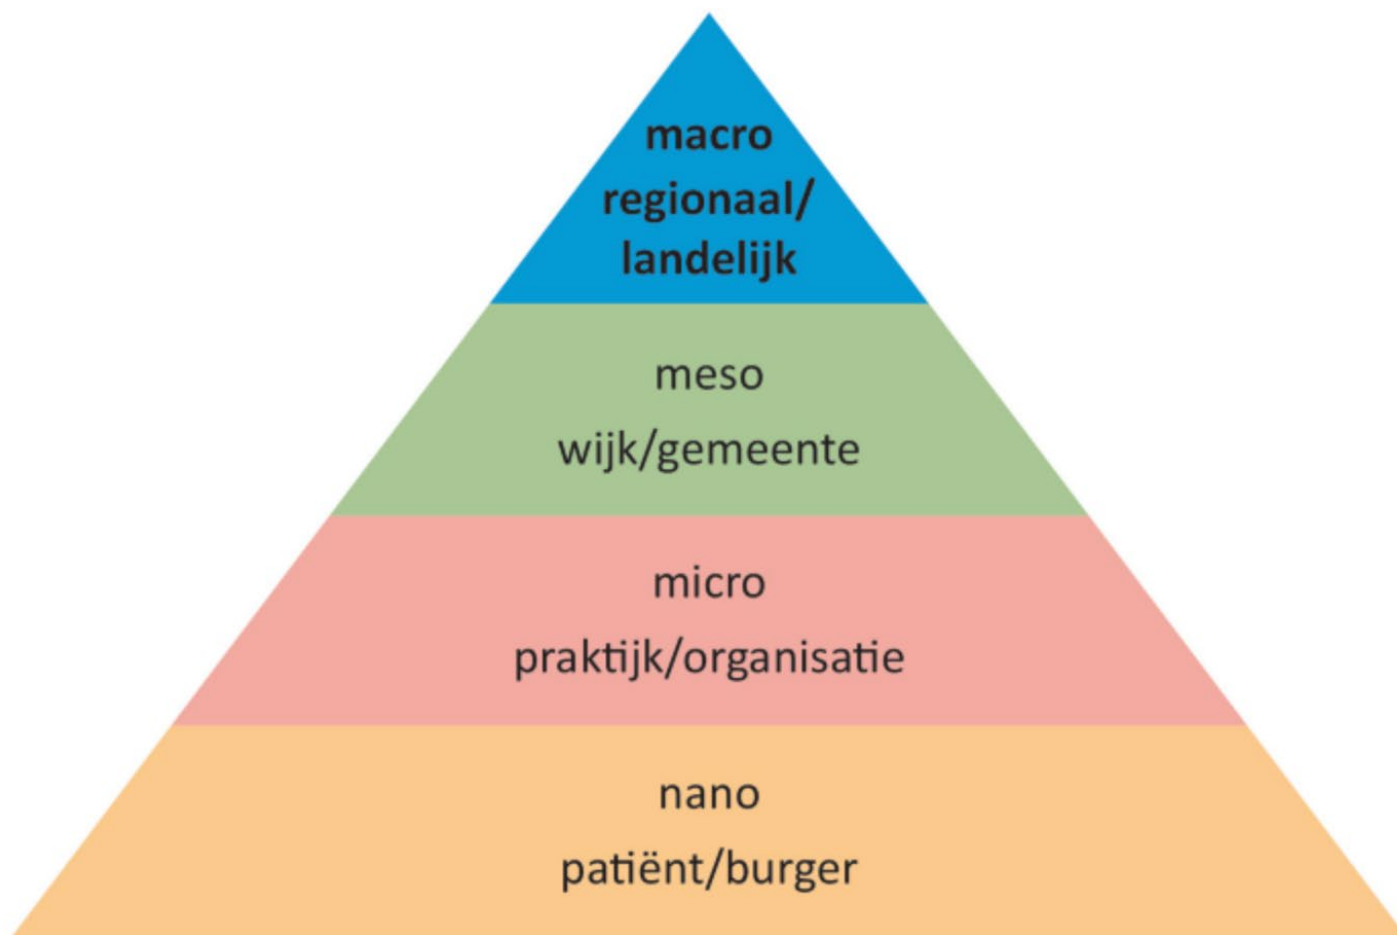 macro
regionaal/
landelijk
meso
wijk/gemeente
micro
praktijk/organisatie
nano
patiënt/burger